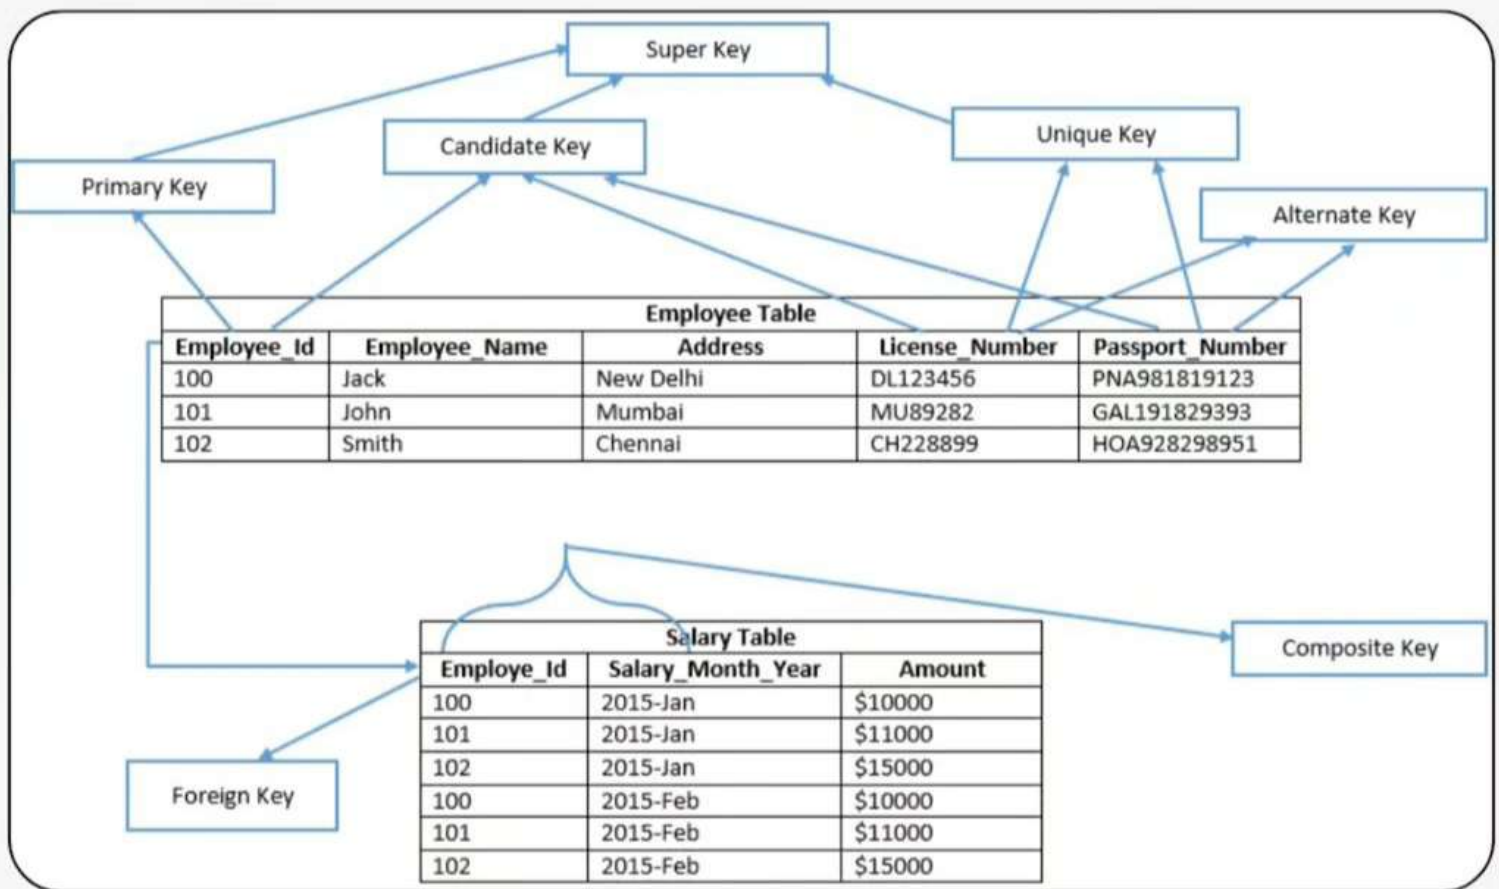 Super Key
Candidate Key
Unique Key
Primary Key
Alternate Key
Employee Table
Employee_Id Employee_Name Address License_Number Passport_Number
100 Jack New Delhi DL123456 PNA981819123
101 John Mumbai MU89282 GAL191829393
102 Smith Chennai CH228899 HOA928298951
Salary Table
Composite Key
Employe_Id Salary_Month_Year Amount
100 2015-Jan $10000
101 2015-Jan $11000
102 2015-Jan $15000
Foreign Key
100 2015-Feb $10000
101 2015-Feb $11000
102 2015-Feb $15000